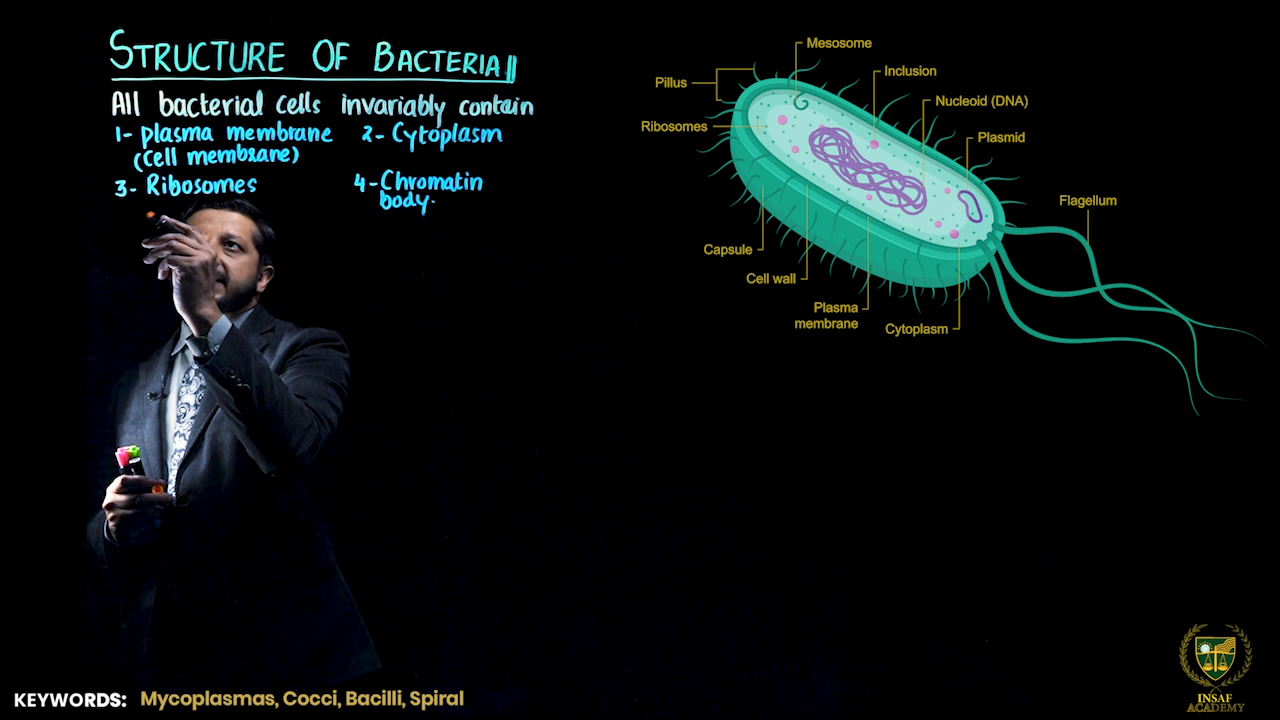 STRUCTURE OF BACTERIA
All bacterial cells invariably contain
1- plasma membrane 2- Cytoplasm
(Cell membrane)
3- Ribosomes 4- Chromatin
body.
Mesosome
Inclusion
Pillus
Nucleoid (DNA)
Ribosomes
Plasmid
Flagellum
Capsule
Cell wall
Plasma
membrane
Cytoplasm
KEYWORDS: Mycoplasmas, Cocci, Bacilli, Spiral
INSAF
ACADEMY